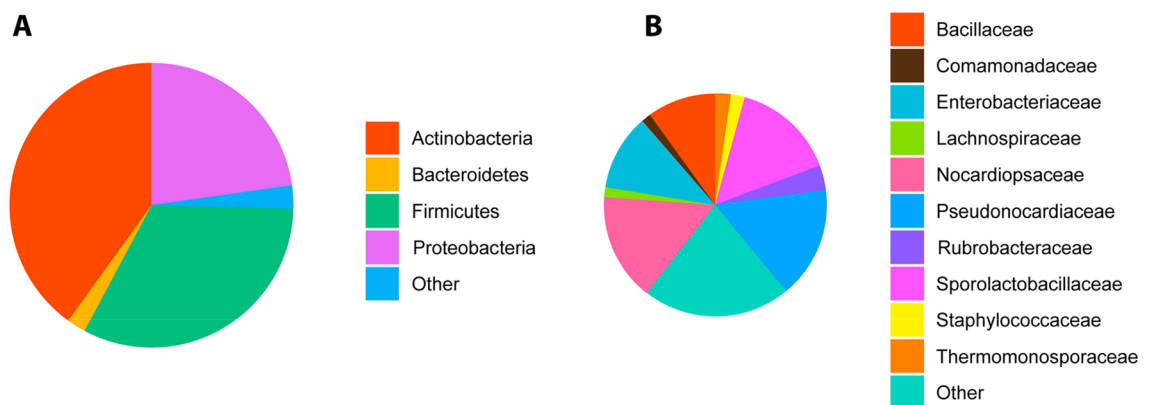 A
Actinobacteria
Bacteroidetes
Firmicutes
Proteobacteria
Other
B
Bacillaceae
Comamonadaceae
Enterobacteriaceae
Lachnospiraceae
Nocardiopsaceae
Pseudonocardiaceae
Rubrobacteraceae
Sporolactobacillaceae
Staphylococcaceae
Thermomonosporaceae
Other